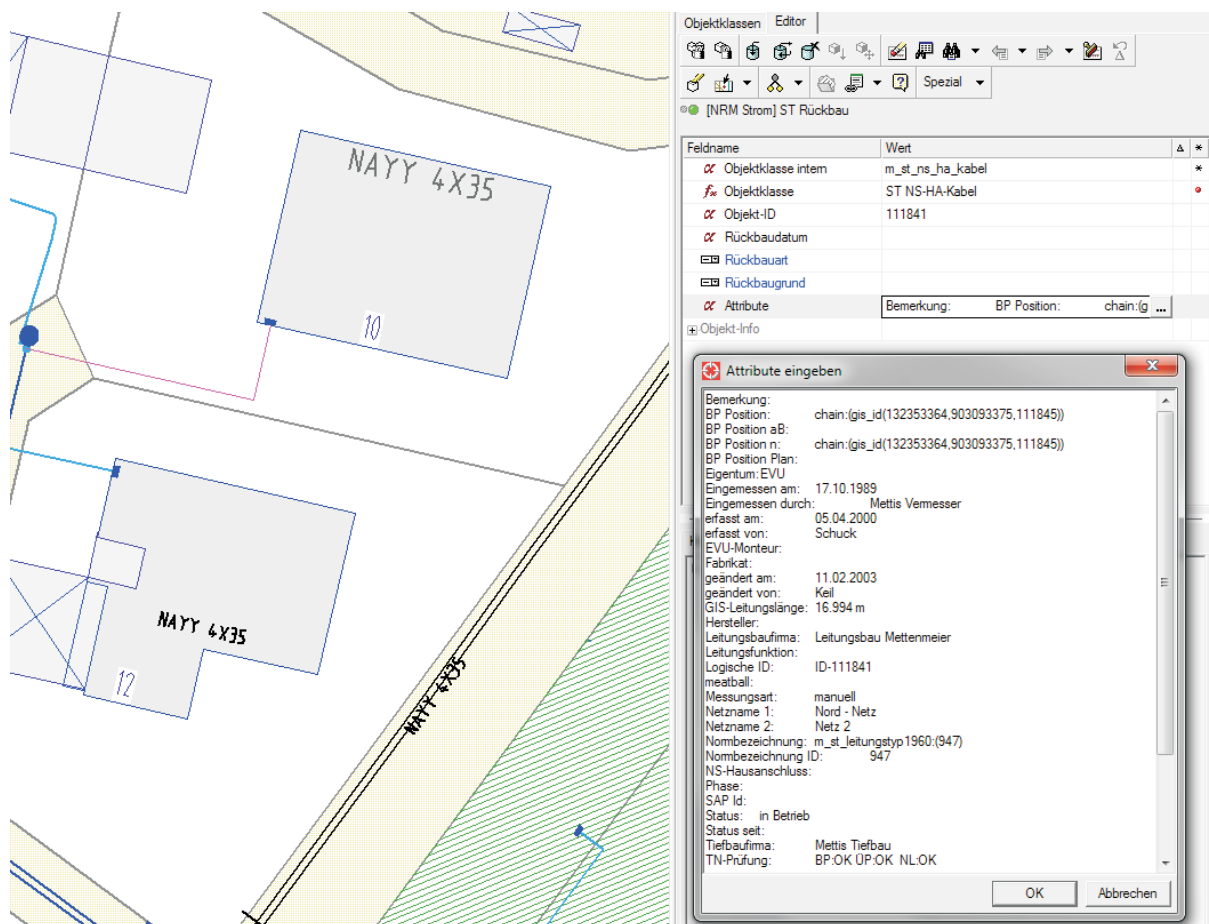 NAYY 4X35
10
NAYY 4X35
12
NAYY 4X35
Objektklassen Editor
Spezial
[NRM Strom] ST Rückbau
Feldname Wert
Objektklasse intern m_st_ns_ha_kabel *
Objektklasse ST NS-HA-Kabel
Objekt-ID 111841
Rückbaudatum
Rückbauart
Rückbaugrund
Attribute Bemerkung: BP Position: chain:(g ...
Objekt-Info
Attribute eingeben
Bemerkung:
BP Position: chain:(gis_id(132353364,903093375,111845))
BP Position aB:
BP Position n: chain:(gis_id(132353364,903093375,111845))
BP Position Plan:
Eigentum: EVU
Eingemessen am: 17.10.1989
Eingemessen durch: Mettis Vermesser
erfasst am: 05.04.2000
erfasst von: Schuck
EVU-Monteur:
Fabrikat:
geändert am: 11.02.2003
geändert von: Keil
GIS-Leitungslänge: 16.994 m
Hersteller:
Leitungsbaufirma: Leitungsbau Mettenmeier
Leitungsfunktion:
Logische ID: ID-111841
meatball:
Messungsart: manuell
Netzname 1: Nord - Netz
Netzname 2: Netz 2
Nornbezeichnung: m_st_leitungstyp1960:(947)
Nornbezeichnung ID: 947
NS-Hausanschluss:
Phase:
SAP Id:
Status: in Betrieb
Status seit:
Tiefbaufirma: Mettis Tiefbau
TN-Prüfung: BP:OK ÜP:OK NL:OK
OK Abbrechen